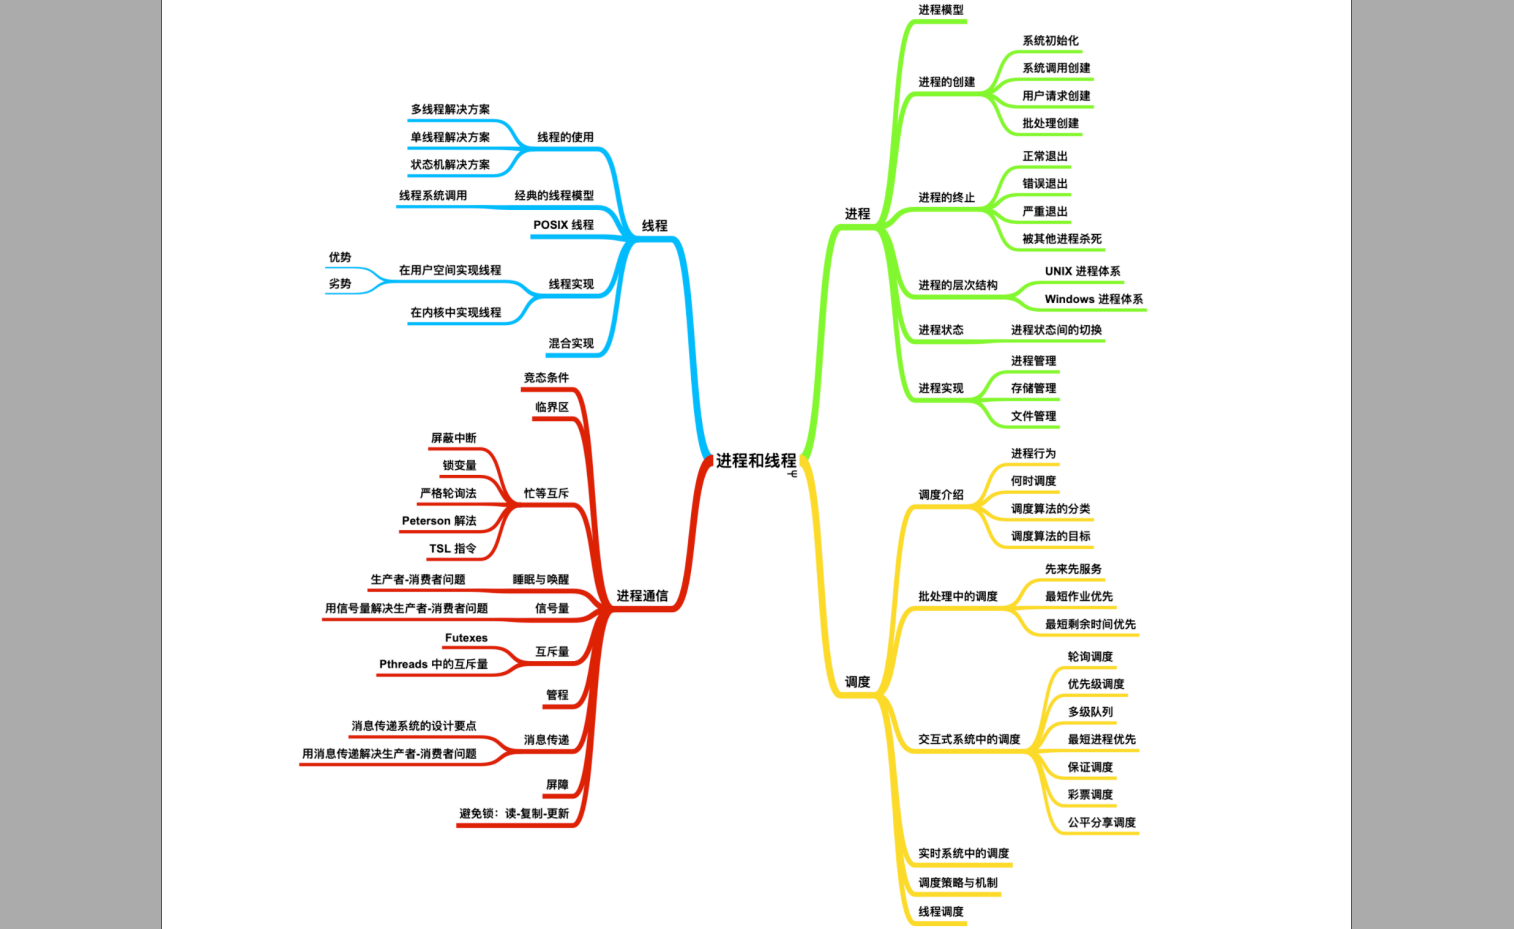 进程和线程
线程
线程的使用
多线程解决方案
单线程解决方案
状态机解决方案
经典的线程模型
线程系统调用
POSIX 线程
线程实现
在用户空间实现线程
优势
劣势
在内核中实现线程
混合实现
进程通信
竞态条件
临界区
忙等互斥
屏蔽中断
锁变量
严格轮询法
Peterson 解法
TSL 指令
睡眠与唤醒
生产者-消费者问题
信号量
用信号量解决生产者-消费者问题
互斥量
Futexes
Pthreads 中的互斥量
管程
消息传递
消息传递系统的设计要点
用消息传递解决生产者-消费者问题
屏障
避免锁：读-复制-更新
进程
进程模型
进程的创建
系统初始化
系统调用创建
用户请求创建
批处理创建
进程的终止
正常退出
错误退出
严重退出
被其他进程杀死
进程的层次结构
UNIX 进程体系
Windows 进程体系
进程状态
进程状态间的切换
进程实现
进程管理
存储管理
文件管理
调度
调度介绍
进程行为
何时调度
调度算法的分类
调度算法的目标
批处理中的调度
先来先服务
最短作业优先
最短剩余时间优先
交互式系统中的调度
轮询调度
优先级调度
多级队列
最短进程优先
保证调度
彩票调度
公平分享调度
实时系统中的调度
调度策略与机制
线程调度